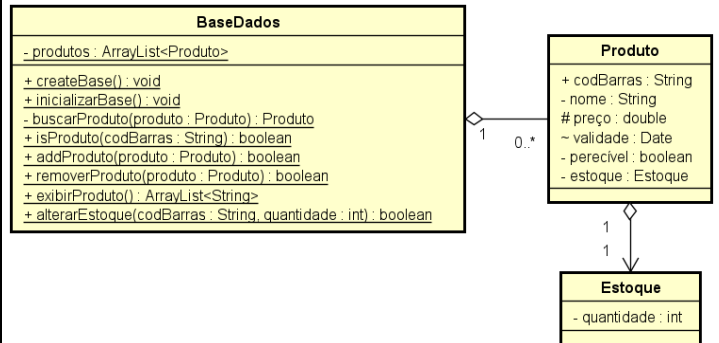 BaseDados
- produtos : ArrayList<Produto>
+ createBase() : void
+ inicializarBase() : void
- buscarProduto(produto : Produto) : Produto
+ isProduto(codBarras : String) : boolean
+ addProduto(produto : Produto) : boolean
+ removerProduto(produto : Produto) : boolean
+ exibirProduto() : ArrayList<String>
+ alterarEstoque(codBarras : String, quantidade : int) : boolean
1
0..*
Produto
+ codBarras : String
- nome : String
# preço : double
~ validade : Date
- perecível : boolean
- estoque : Estoque
1
1
Estoque
- quantidade : int